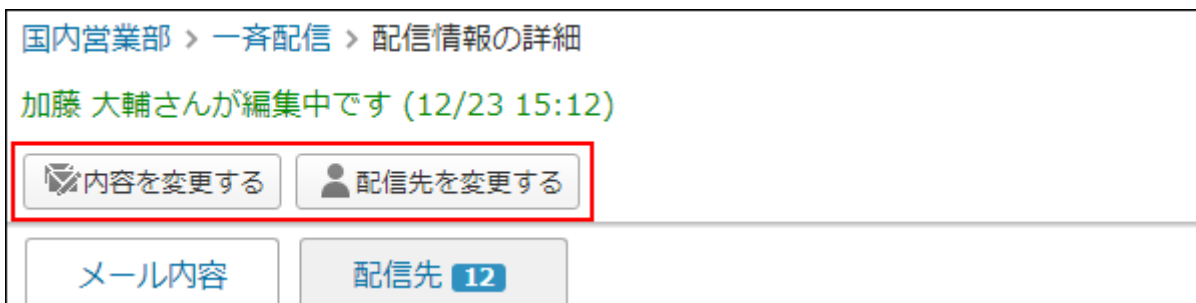 国内営業部 > 一斉配信 > 配信情報の詳細
加藤 大輔さんが編集中です (12/23 15:12)
内容を変更する 配信先を変更する
メール内容 配信先 12